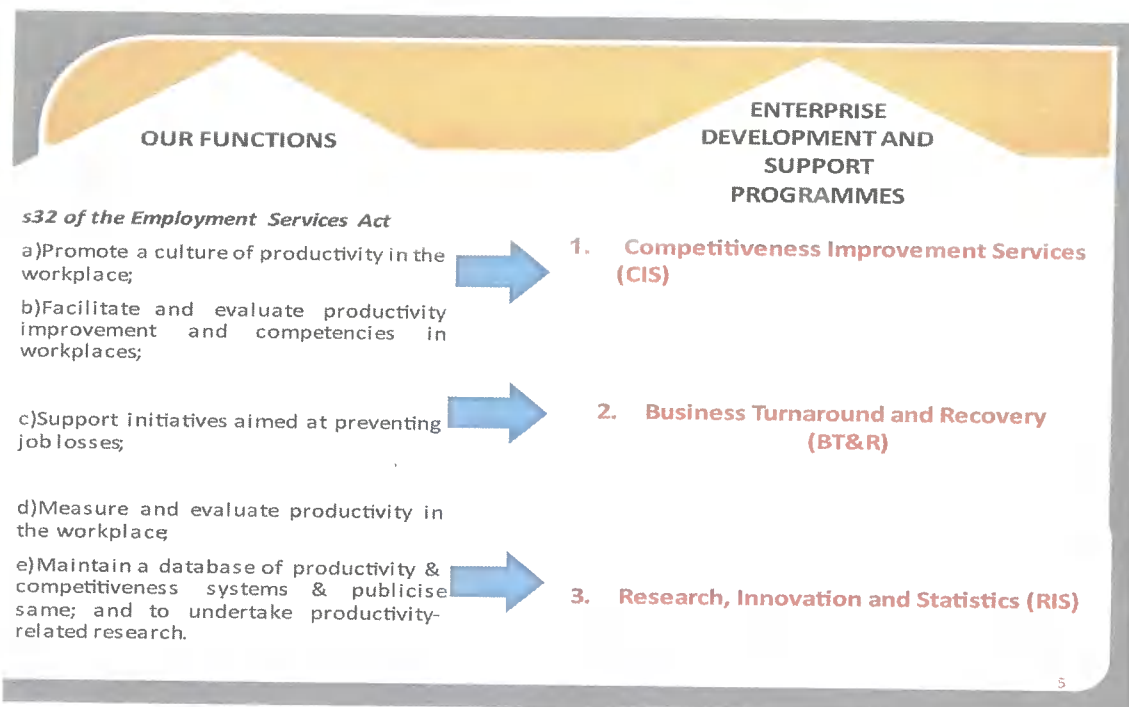 OUR FUNCTIONS
s32 of the Employment Services Act
a)Promote a culture of productivity in the
workplace;
b)Facilitate and evaluate productivity
improvement and competencies in
workplaces;
c)Support initiatives aimed at preventing
job losses;
d)Measure and evaluate productivity in
the workplace;
e)Maintain a database of productivity &
competitiveness systems & publicise
same; and to undertake productivity-
related research.
ENTERPRISE
DEVELOPMENT AND
SUPPORT
PROGRAMMES
1. Competitiveness Improvement Services
(CIS)
2. Business Turnaround and Recovery
(BT&R)
3. Research, Innovation and Statistics (RIS)
5